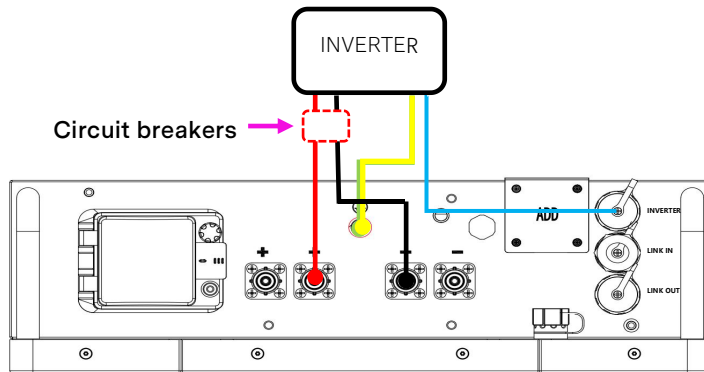 INVERTER
Circuit breakers
ADD
INVERTER
LINK IN
LINK OUT
+ − + −